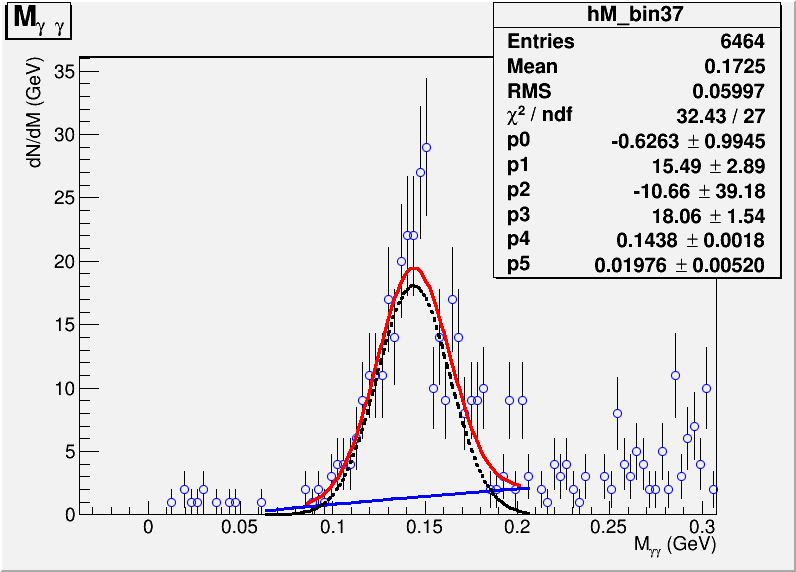 Mγ γ
hM_bin37
Entries 6464
Mean 0.1725
RMS 0.05997
χ² / ndf 32.43 / 27
p0 -0.6263 ± 0.9945
p1 15.49 ± 2.89
p2 -10.66 ± 39.18
p3 18.06 ± 1.54
p4 0.1438 ± 0.0018
p5 0.01976 ± 0.00520
dN/dM (GeV)
35
30
25
20
15
10
5
0
0 0.05 0.1 0.15 0.2 0.25 0.3
Mγγ (GeV)